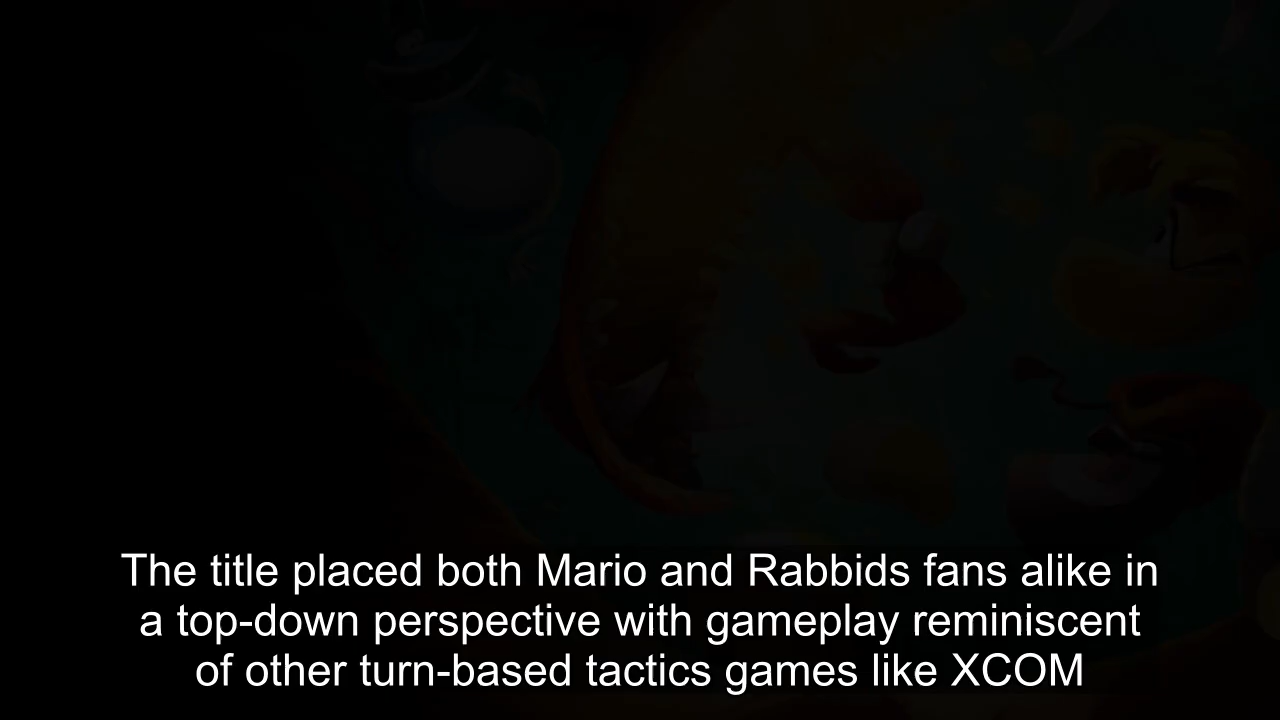 The title placed both Mario and Rabbids fans alike in
a top-down perspective with gameplay reminiscent
of other turn-based tactics games like XCOM